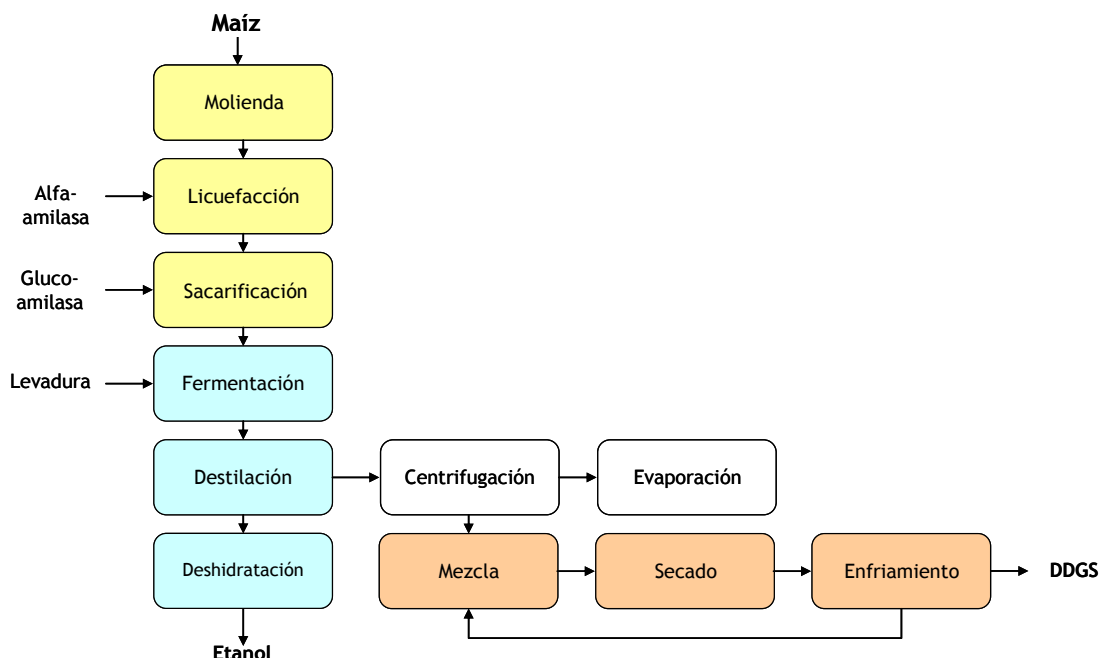 Maíz
Molienda
Alfa-
amilasa
Licuefacción
Gluco-
amilasa
Sacarificación
Levadura
Fermentación
Destilación
Centrifugación
Evaporación
Deshidratación
Mezcla
Secado
Enfriamiento
DDGS
Etanol